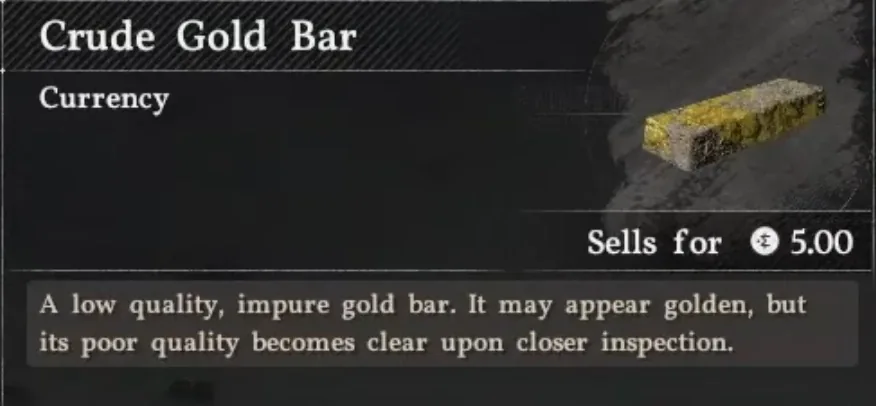 Crude Gold Bar
Currency
Sells for 5.00
A low quality, impure gold bar. It may appear golden, but
its poor quality becomes clear upon closer inspection.